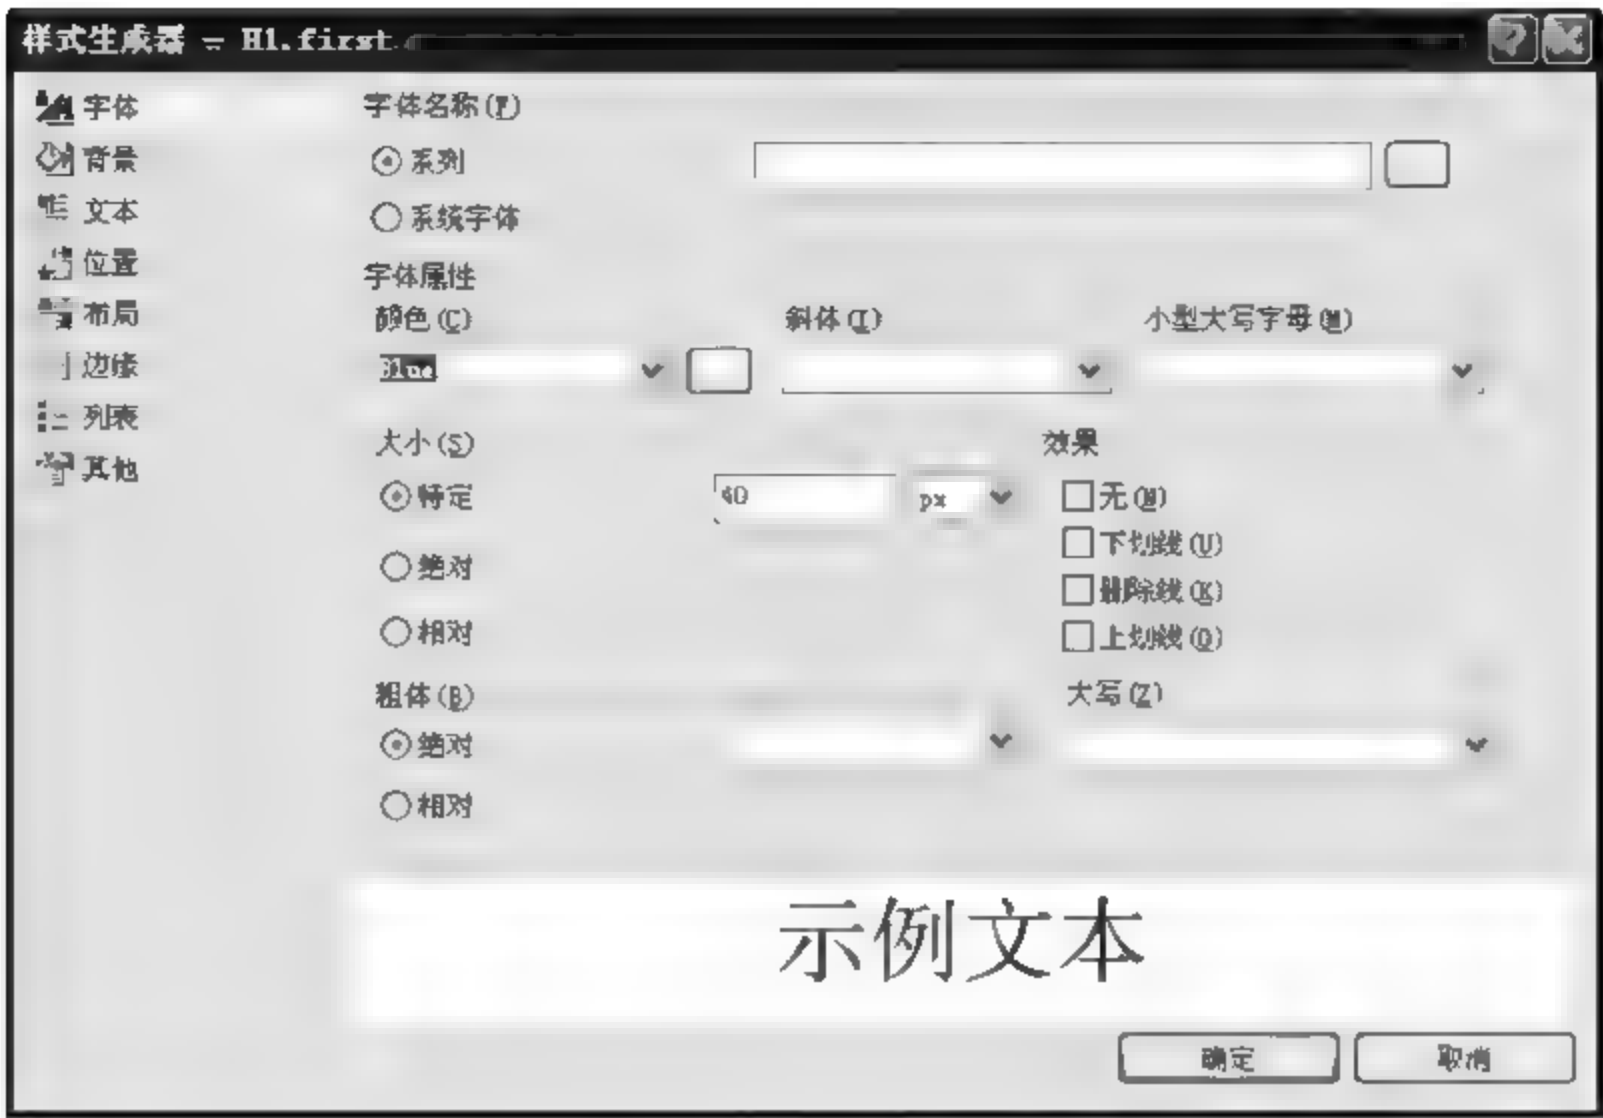 样式生成器 - H1.first
字体
背景
文本
位置
布局
边缘
列表
其他
字体名称(F)
系列
系统字体
字体属性
颜色(C) 斜体(I) 小型大写字母(M)
Blue
大小(S) 效果
特定 40 px 无(N)
下划线(U)
绝对 删除线(K)
相对 上划线(O)
粗体(B) 大写(Z)
绝对
相对
示例文本
确定 取消